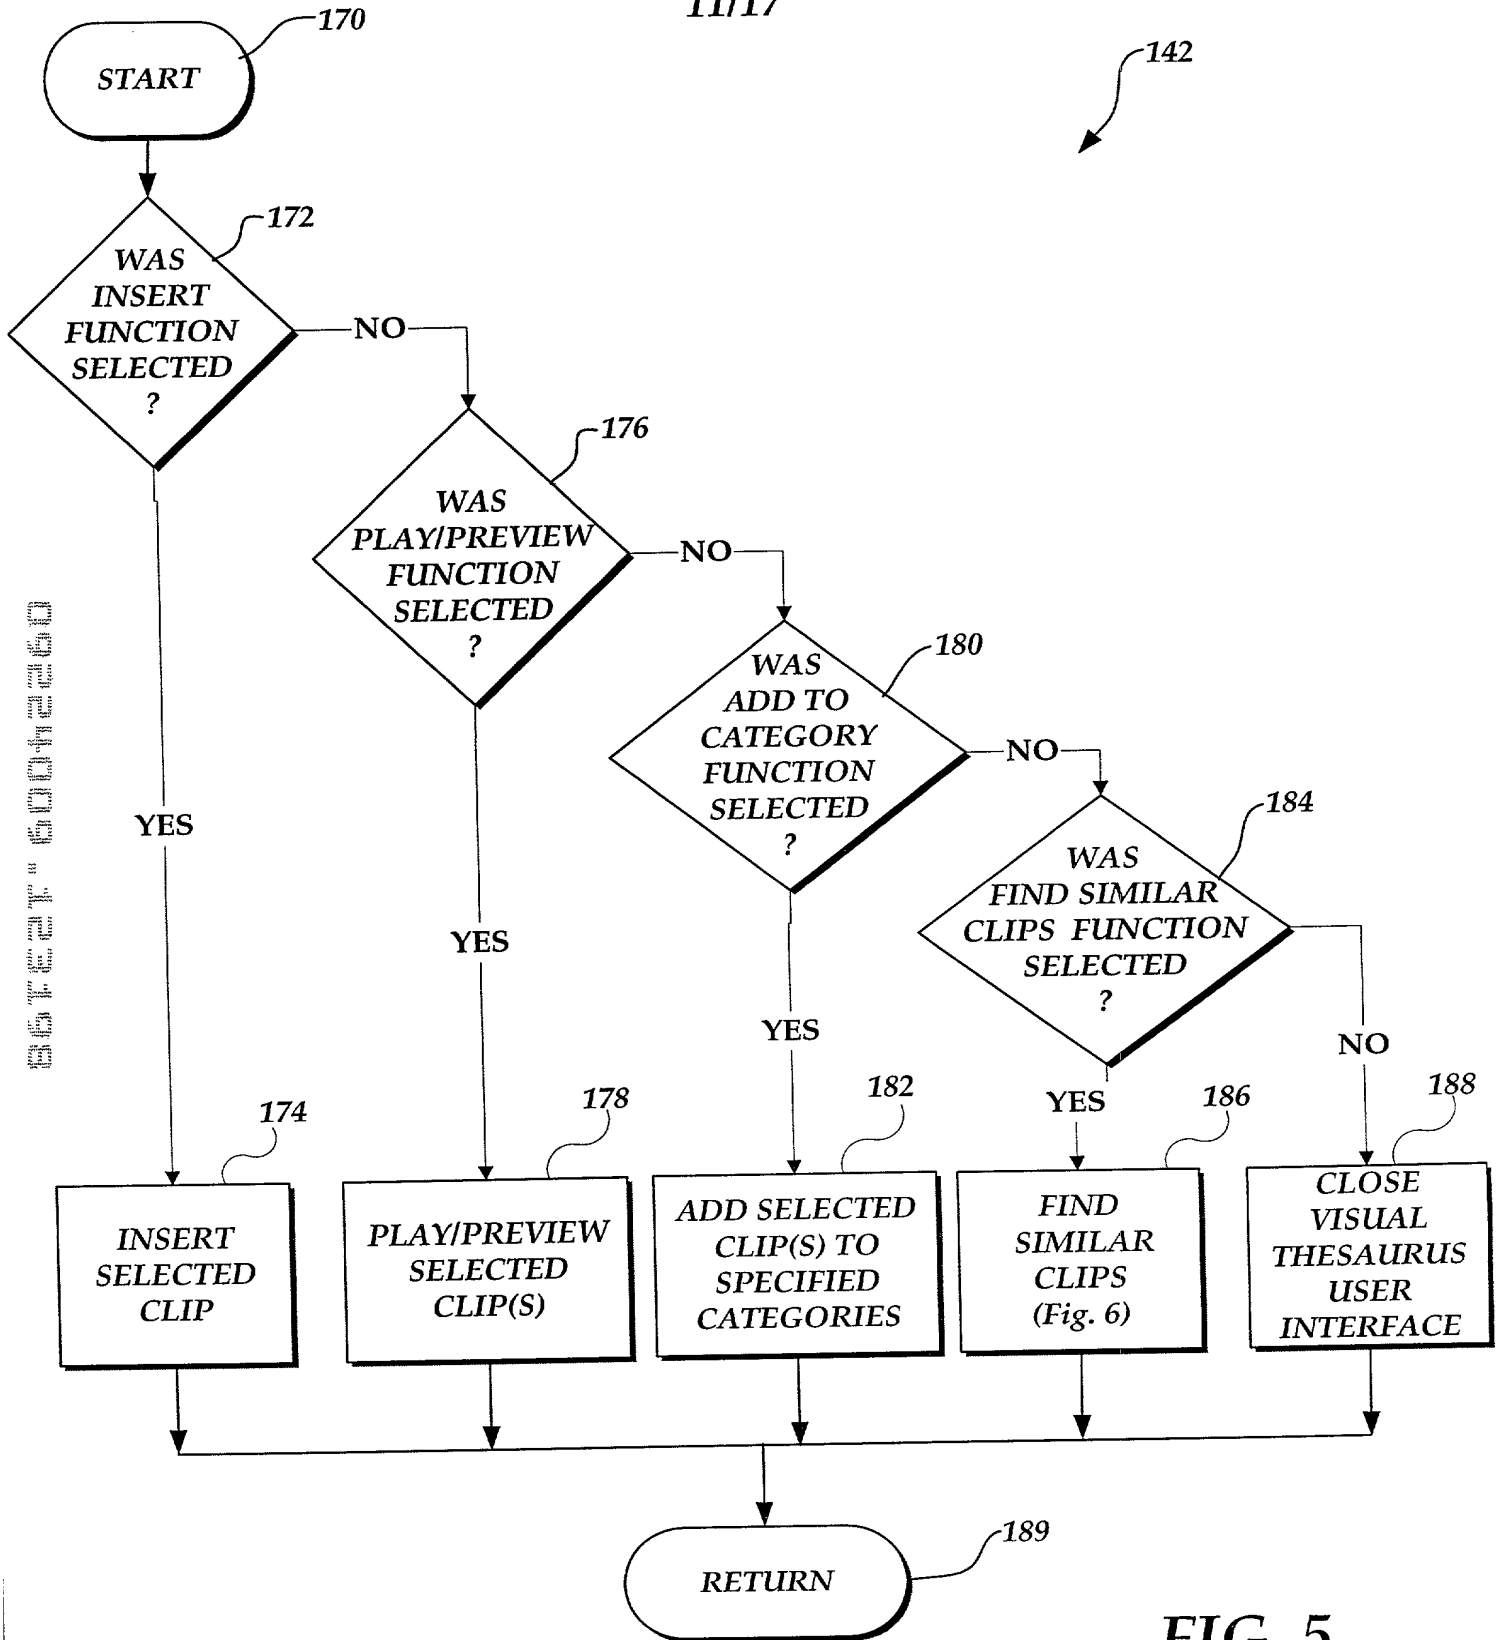 11/17
170
START
142
172
WAS
INSERT
FUNCTION
SELECTED
?
NO
176
WAS
PLAY/PREVIEW
FUNCTION
SELECTED
?
NO
180
WAS
ADD TO
CATEGORY
FUNCTION
SELECTED
?
NO
184
WAS
FIND SIMILAR
CLIPS FUNCTION
SELECTED
?
YES
YES
YES
NO
YES
174
178
182
186
188
INSERT
SELECTED
CLIP
PLAY/PREVIEW
SELECTED
CLIP(S)
ADD SELECTED
CLIP(S) TO
SPECIFIED
CATEGORIES
FIND
SIMILAR
CLIPS
(Fig. 6)
CLOSE
VISUAL
THESAURUS
USER
INTERFACE
189
RETURN
FIG. 5